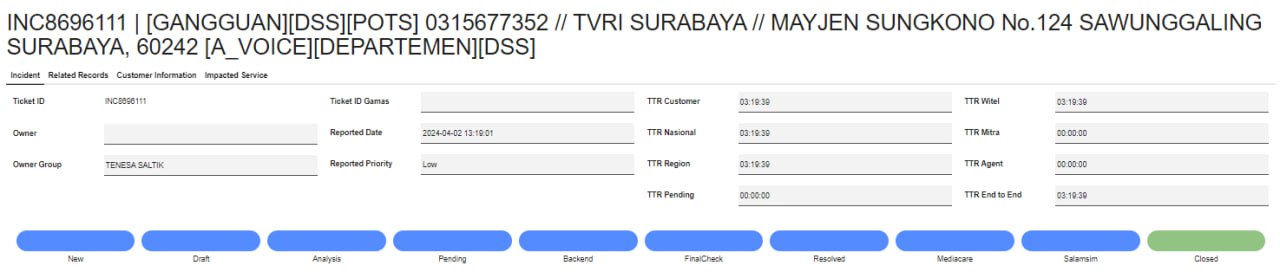 INC8696111 | [GANGGUAN][DSS][POTS] 0315677352 // TVRI SURABAYA // MAYJEN SUNGKONO No.124 SAWUNGGALING
SURABAYA, 60242 [A_VOICE][DEPARTEMEN][DSS]
Incident Related Records Customer Information Impacted Service
Ticket ID INC8696111 Ticket ID Gamas TTR Customer 03:19:39 TTR Witel 03:19:39
Owner Reported Date 2024-04-02 13:19:01 TTR Nasional 03:19:39 TTR Mitra 00:00:00
Owner Group TENESA SALTIK Reported Priority Low TTR Region 03:19:39 TTR Agent 00:00:00
TTR Pending 00:00:00 TTR End to End 03:19:39
New Draft Analysis Pending Backend FinalCheck Resolved Mediacare Salamsim Closed